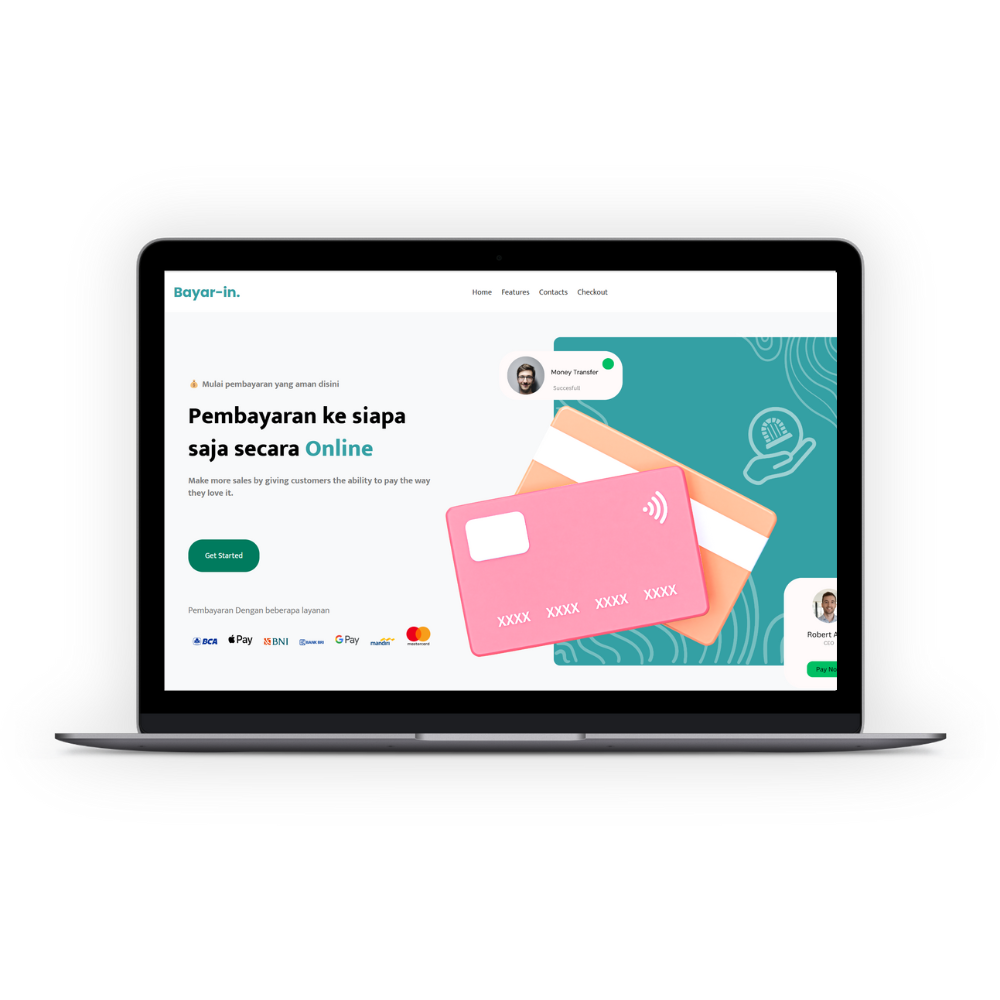 Bayar-in.
Home Features Contacts Checkout
💰 Mulai pembayaran yang aman disini
Pembayaran ke siapa
saja secara Online
Make more sales by giving customers the ability to pay the way
they love it.
Get Started
Pembayaran Dengan beberapa layanan
BCA Pay BNI BANK BRI G Pay mandiri mastercard
Money Transfer
Succesfull
XXXX XXXX XXXX XXXX
Robert A
CEO
Pay No